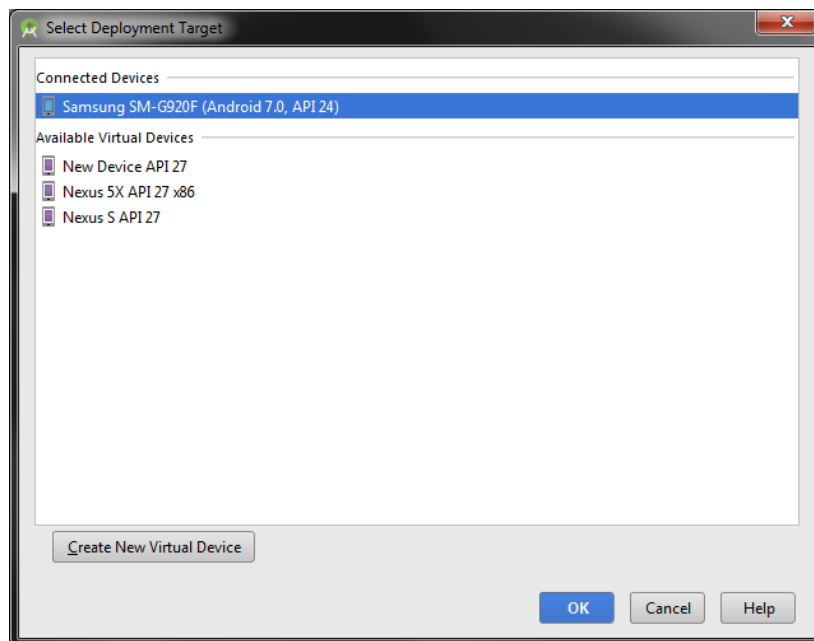 Select Deployment Target
Connected Devices
Samsung SM-G920F (Android 7.0, API 24)
Available Virtual Devices
New Device API 27
Nexus 5X API 27 x86
Nexus S API 27
Create New Virtual Device
OK Cancel Help